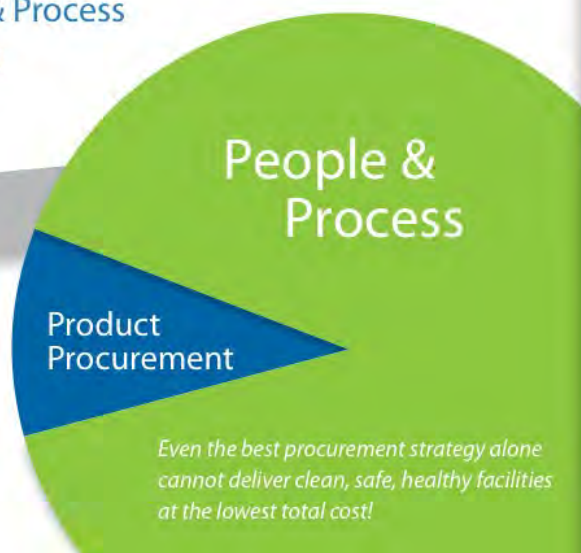 & Process
People &
Process
Product
Procurement
Even the best procurement strategy alone
cannot deliver clean, safe, healthy facilities
at the lowest total cost!